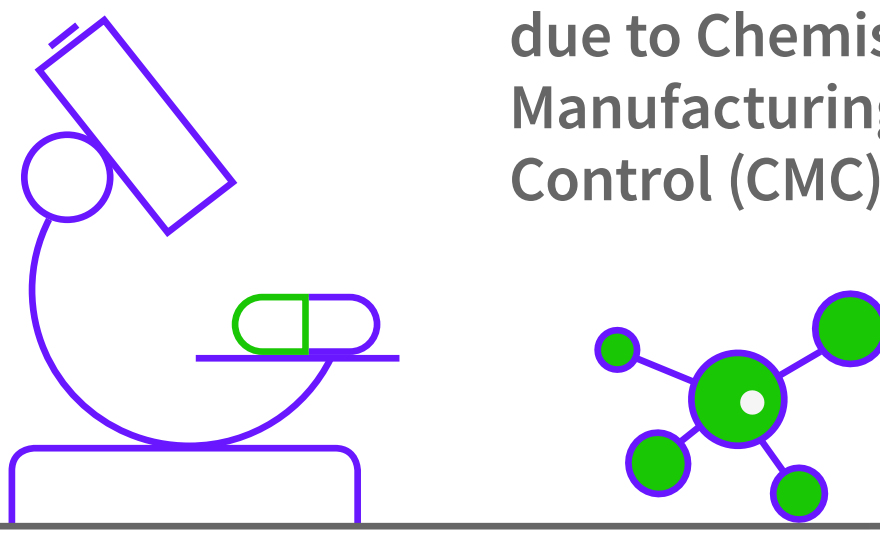 due to Chemis
Manufacturing
Control (CMC)